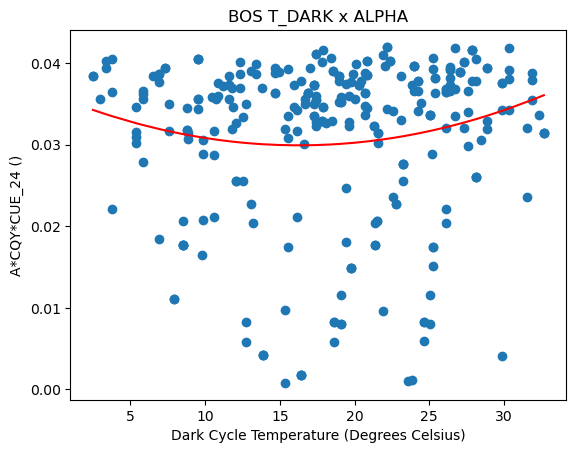 BOS T_DARK x ALPHA
A*CQY*CUE_24 ()
0.04
0.03
0.02
0.01
0.00
5 10 15 20 25 30
Dark Cycle Temperature (Degrees Celsius)